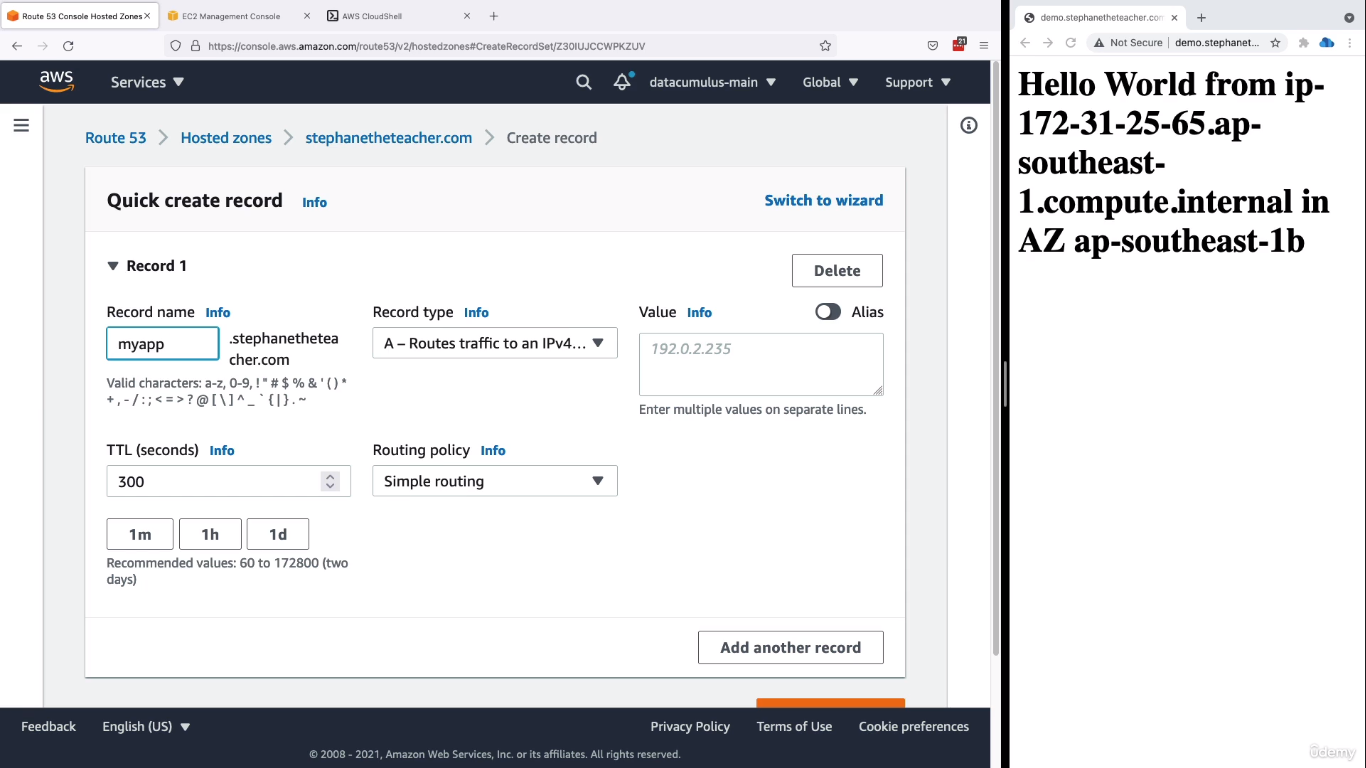 Route 53 Console Hosted Zones
EC2 Management Console
AWS CloudShell
https://console.aws.amazon.com/route53/v2/hostedzones#CreateRecordSet/Z30IUJCCWPKZUV
21
aws
Services
datacumulus-main
Global
Support
Route 53
Hosted zones
stephanetheteacher.com
Create record
Quick create record
Info
Switch to wizard
Record 1
Delete
Record name Info
Record type Info
Value Info
Alias
myapp
.stephanethetea
cher.com
A – Routes traffic to an IPv4...
192.0.2.235
Valid characters: a-z, 0-9, ! " # $ % & ' ( ) *
+ , - / : ; < = > ? @ [ \ ] ^ _ ` { | } . ~
Enter multiple values on separate lines.
TTL (seconds) Info
Routing policy Info
300
Simple routing
1m
1h
1d
Recommended values: 60 to 172800 (two
days)
Add another record
Feedback
English (US)
Privacy Policy
Terms of Use
Cookie preferences
© 2008 - 2021, Amazon Web Services, Inc. or its affiliates. All rights reserved.
demo.stephanetheteacher.com
Not Secure
demo.stephanet...
Hello World from ip-
172-31-25-65.ap-
southeast-
1.compute.internal in
AZ ap-southeast-1b
ûdemy